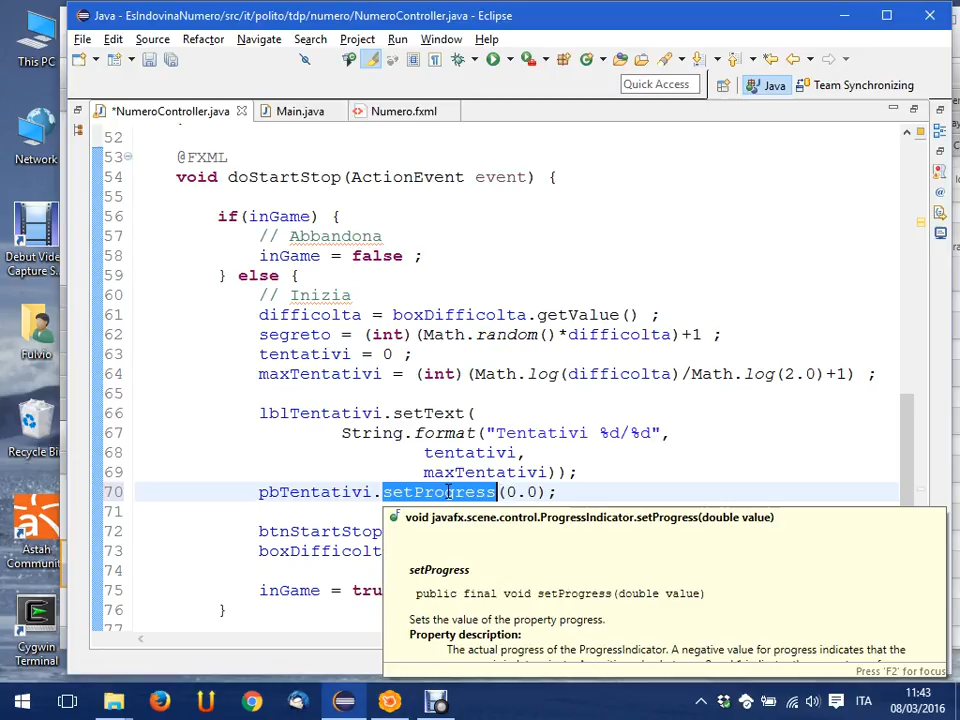 Java - EsIndovinaNumero/src/it/polito/tdp/numero/NumeroController.java - Eclipse
File Edit Source Refactor Navigate Search Project Run Window Help
Quick Access
Java
Team Synchronizing
*NumeroController.java
Main.java
Numero.fxml
52
53 @FXML
54 void doStartStop(ActionEvent event) {
55
56 if(inGame) {
57 // Abbandona
58 inGame = false ;
59 } else {
60 // Inizia
61 difficolta = boxDifficolta.getValue() ;
62 segreto = (int)(Math.random()*difficolta)+1 ;
63 tentativi = 0 ;
64 maxTentativi = (int)(Math.log(difficolta)/Math.log(2.0)+1) ;
65
66 lblTentativi.setText(
67 String.format("Tentativi %d/%d",
68 tentativi,
69 maxTentativi));
70 pbTentativi.setProgress(0.0);
71
72 btnStartStop
73 boxDifficolt
74
75 inGame = tru
76 }
77
void javafx.scene.control.ProgressIndicator.setProgress(double value)
setProgress
public final void setProgress(double value)
Sets the value of the property progress.
Property description:
The actual progress of the ProgressIndicator. A negative value for progress indicates that the
Press 'F2' for focus
This PC
Network
Debut Video
Capture S...
Fulvio
Recycle Bi
Astah
Communit
Cygwin
Terminal
ITA
11:43
08/03/2016